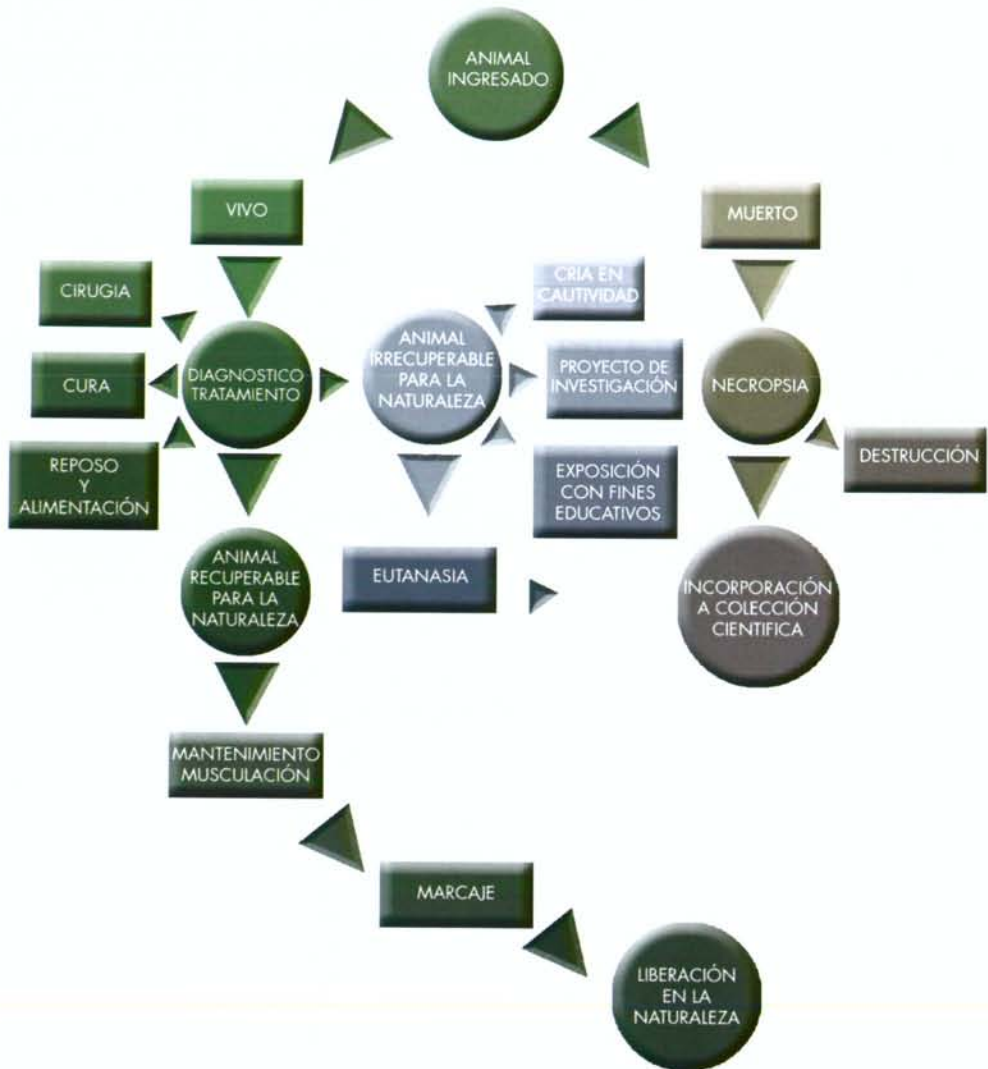 ANIMAL
INGRESADO
VIVO
MUERTO
CIRUGIA
CRIA EN
CAUTIVIDAD
CURA
DIAGNOSTICO
TRATAMIENTO
ANIMAL
IRRECUPERABLE
PARA LA
NATURALEZA
PROYECTO DE
INVESTIGACIÓN
NECROPSIA
REPOSO
Y
ALIMENTACIÓN
EXPOSICIÓN
CON FINES
EDUCATIVOS
DESTRUCCIÓN
ANIMAL
RECUPERABLE
PARA LA
NATURALEZA
EUTANASIA
INCORPORACIÓN
A COLECCIÓN
CIENTIFICA
MANTENIMIENTO
MUSCULACIÓN
MARCAJE
LIBERACIÓN
EN LA
NATURALEZA